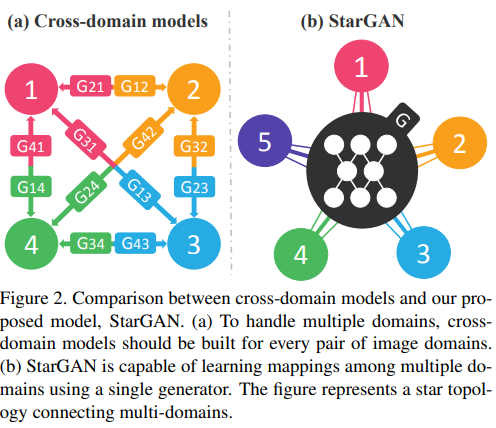 (a) Cross-domain models
(b) StarGAN
1
G21
G12
2
G41
G31
G42
G32
G14
G24
G13
G23
4
G34
G43
3
1
G
5
2
4
3
Figure 2. Comparison between cross-domain models and our pro-
posed model, StarGAN. (a) To handle multiple domains, cross-
domain models should be built for every pair of image domains.
(b) StarGAN is capable of learning mappings among multiple do-
mains using a single generator. The figure represents a star topol-
ogy connecting multi-domains.